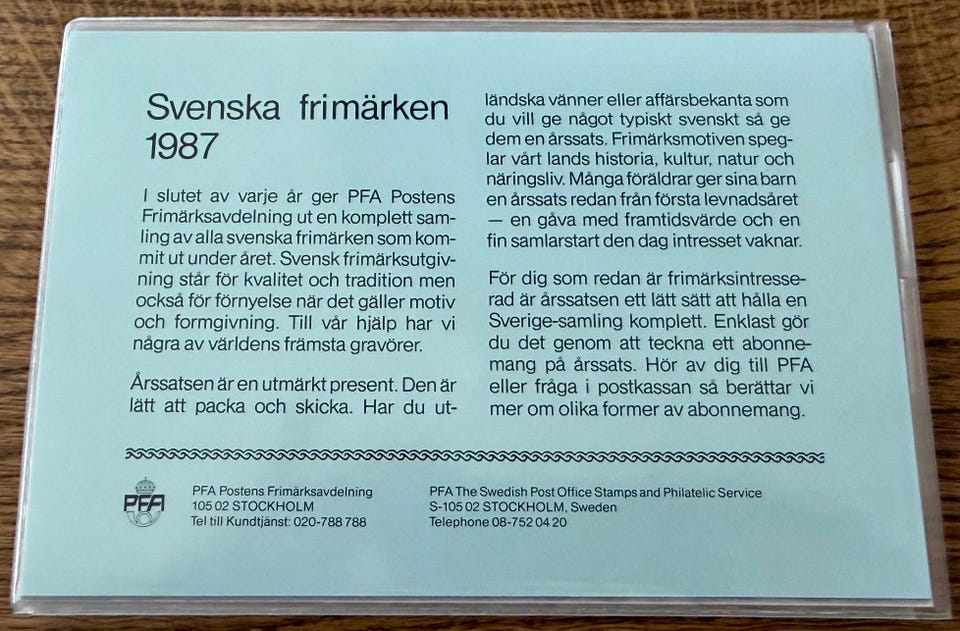 Svenska frimärken
1987
I slutet av varje år ger PFA Postens
Frimärksavdelning ut en komplett sam-
ling av alla svenska frimärken som kom-
mit ut under året. Svensk frimärksutgiv-
ning står för kvalitet och tradition men
också för förnyelse när det gäller motiv
och formgivning. Till vår hjälp har vi
några av världens främsta gravörer.
Årssatsen är en utmärkt present. Den är
lätt att packa och skicka. Har du ut-
ländska vänner eller affärsbekanta som
du vill ge något typiskt svenskt så ge
dem en årssats. Frimärksmotiven speg-
lar vårt lands historia, kultur, natur och
näringsliv. Många föräldrar ger sina barn
en årssats redan från första levnadsåret
— en gåva med framtidsvärde och en
fin samlarstart den dag intresset vaknar.
För dig som redan är frimärksintresse-
rad är årssatsen ett lätt sätt att hålla en
Sverige-samling komplett. Enklast gör
du det genom att teckna ett abonne-
mang på årssats. Hör av dig till PFA
eller fråga i postkassan så berättar vi
mer om olika former av abonnemang.
PFA
PFA Postens Frimärksavdelning
105 02 STOCKHOLM
Tel till Kundtjänst: 020-788 788
PFA The Swedish Post Office Stamps and Philatelic Service
S-105 02 STOCKHOLM, Sweden
Telephone 08-752 04 20